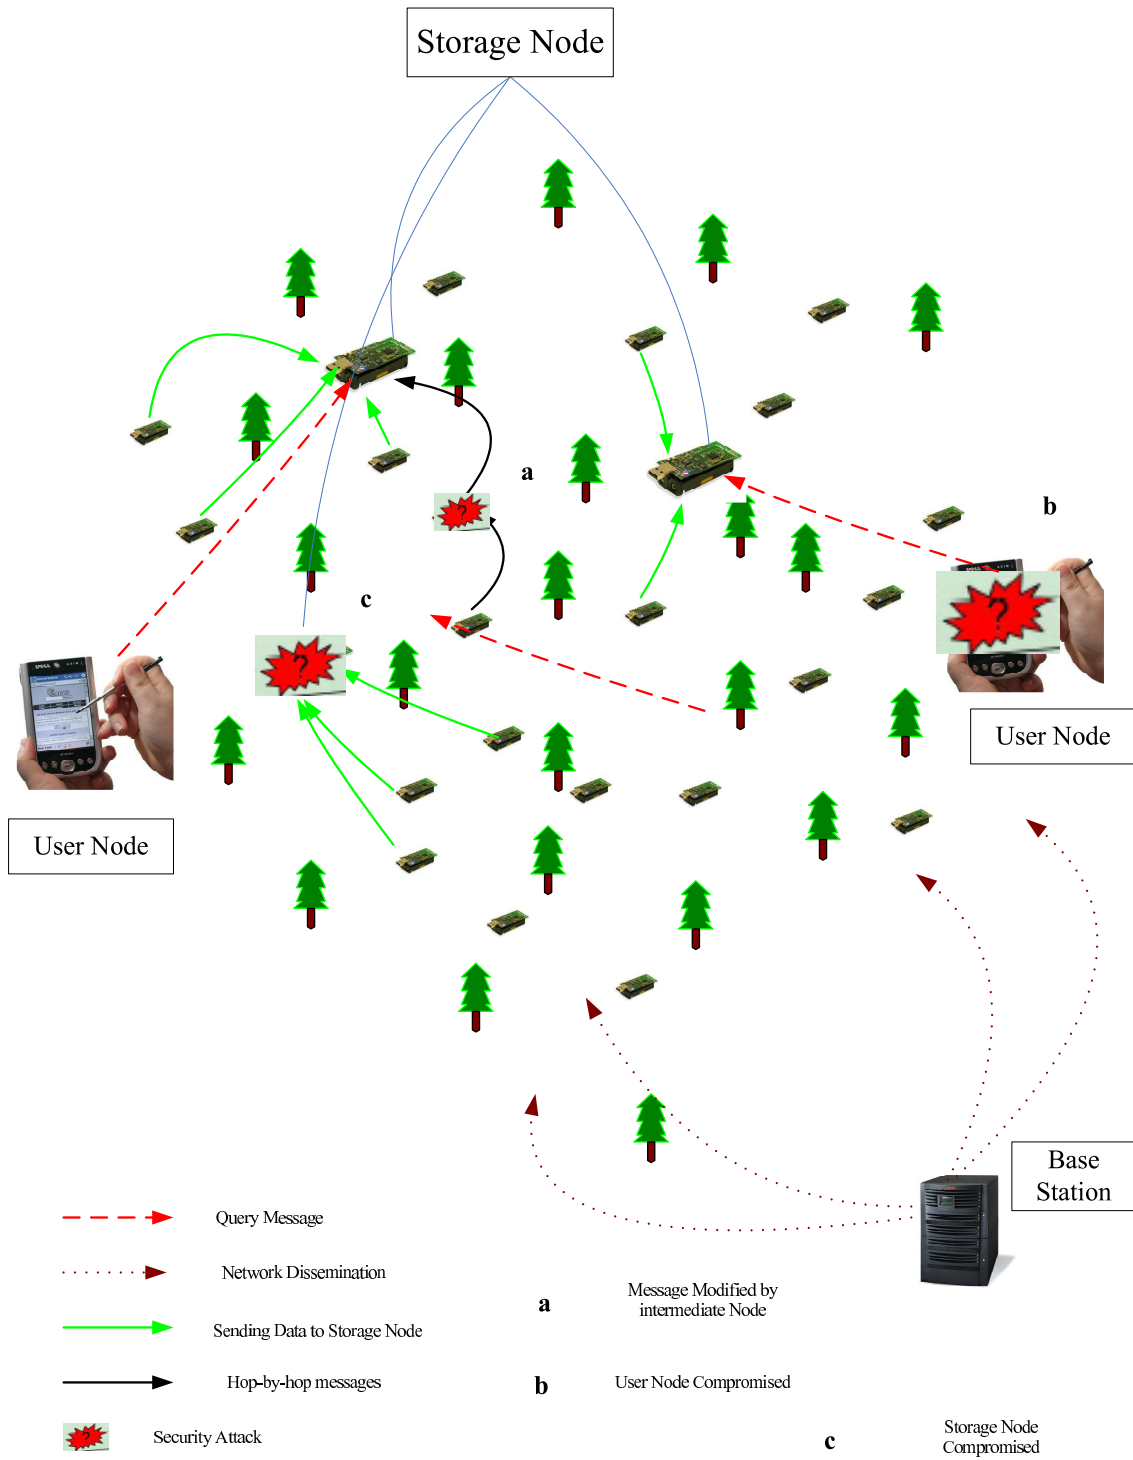 Storage Node
a
b
c
User Node
User Node
Base
Station
Query Message
Network Dissemination
Message Modified by
intermediate Node
a
Sending Data to Storage Node
Hop-by-hop messages
b
User Node Compromised
Security Attack
c
Storage Node
Compromised